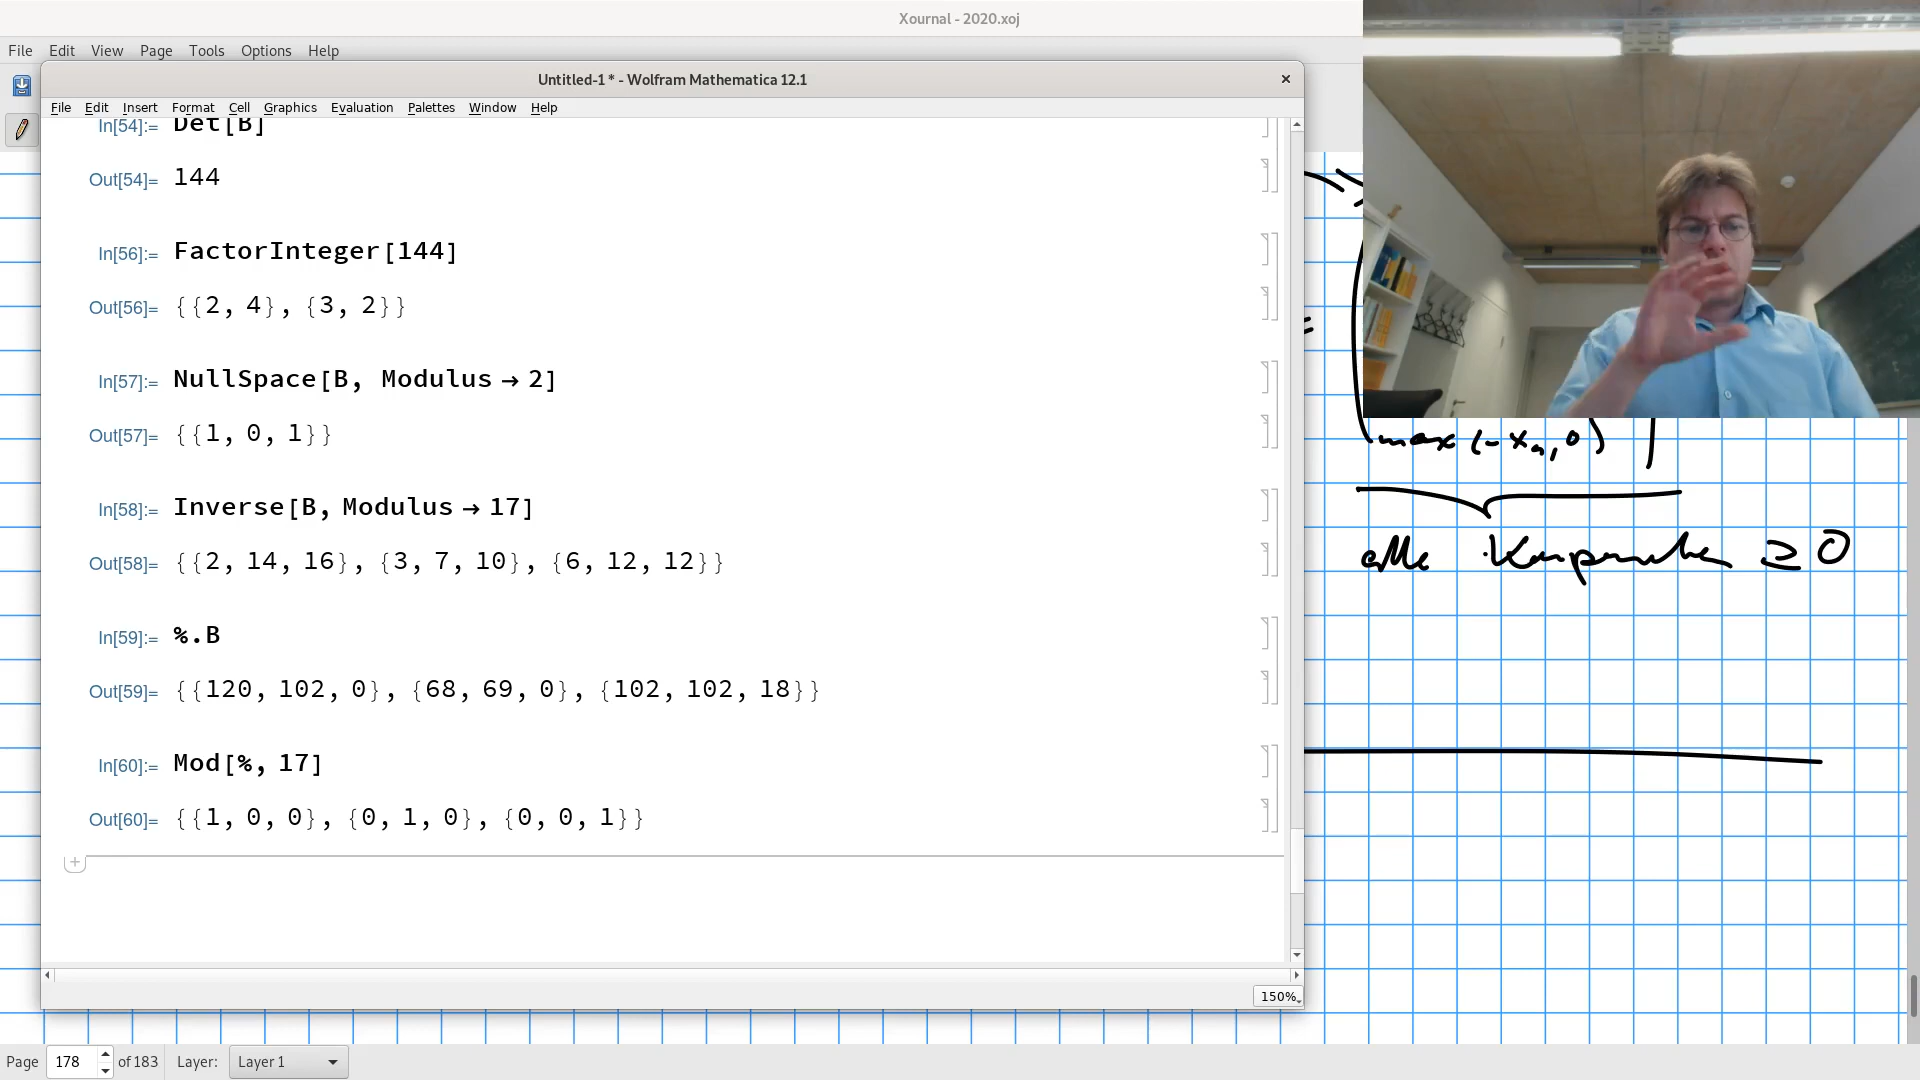 Xournal - 2020.xoj
File Edit View Page Tools Options Help
Untitled-1 * - Wolfram Mathematica 12.1
File Edit Insert Format Cell Graphics Evaluation Palettes Window Help
In[54]:= Det[B]
Out[54]= 144
In[56]:= FactorInteger[144]
Out[56]= {{2, 4}, {3, 2}}
In[57]:= NullSpace[B, Modulus → 2]
Out[57]= {{1, 0, 1}}
In[58]:= Inverse[B, Modulus → 17]
Out[58]= {{2, 14, 16}, {3, 7, 10}, {6, 12, 12}}
In[59]:= %.B
Out[59]= {{120, 102, 0}, {68, 69, 0}, {102, 102, 18}}
In[60]:= Mod[%, 17]
Out[60]= {{1, 0, 0}, {0, 1, 0}, {0, 0, 1}}
150%
=
max(-xn, 0)
alle Komponenten ≥ 0
Page 178 of 183 Layer: Layer 1